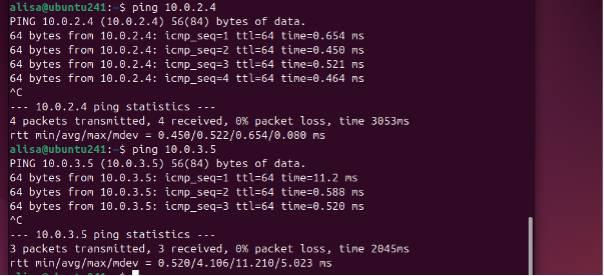 alisa@ubuntu241:~$ ping 10.0.2.4
PING 10.0.2.4 (10.0.2.4) 56(84) bytes of data.
64 bytes from 10.0.2.4: icmp_seq=1 ttl=64 time=0.654 ms
64 bytes from 10.0.2.4: icmp_seq=2 ttl=64 time=0.450 ms
64 bytes from 10.0.2.4: icmp_seq=3 ttl=64 time=0.521 ms
64 bytes from 10.0.2.4: icmp_seq=4 ttl=64 time=0.464 ms
^C
--- 10.0.2.4 ping statistics ---
4 packets transmitted, 4 received, 0% packet loss, time 3053ms
rtt min/avg/max/mdev = 0.450/0.522/0.654/0.080 ms
alisa@ubuntu241:~$ ping 10.0.3.5
PING 10.0.3.5 (10.0.3.5) 56(84) bytes of data.
64 bytes from 10.0.3.5: icmp_seq=1 ttl=64 time=11.2 ms
64 bytes from 10.0.3.5: icmp_seq=2 ttl=64 time=0.588 ms
64 bytes from 10.0.3.5: icmp_seq=3 ttl=64 time=0.520 ms
^C
--- 10.0.3.5 ping statistics ---
3 packets transmitted, 3 received, 0% packet loss, time 2045ms
rtt min/avg/max/mdev = 0.520/4.106/11.210/5.023 ms
alisa@ubuntu241:~$